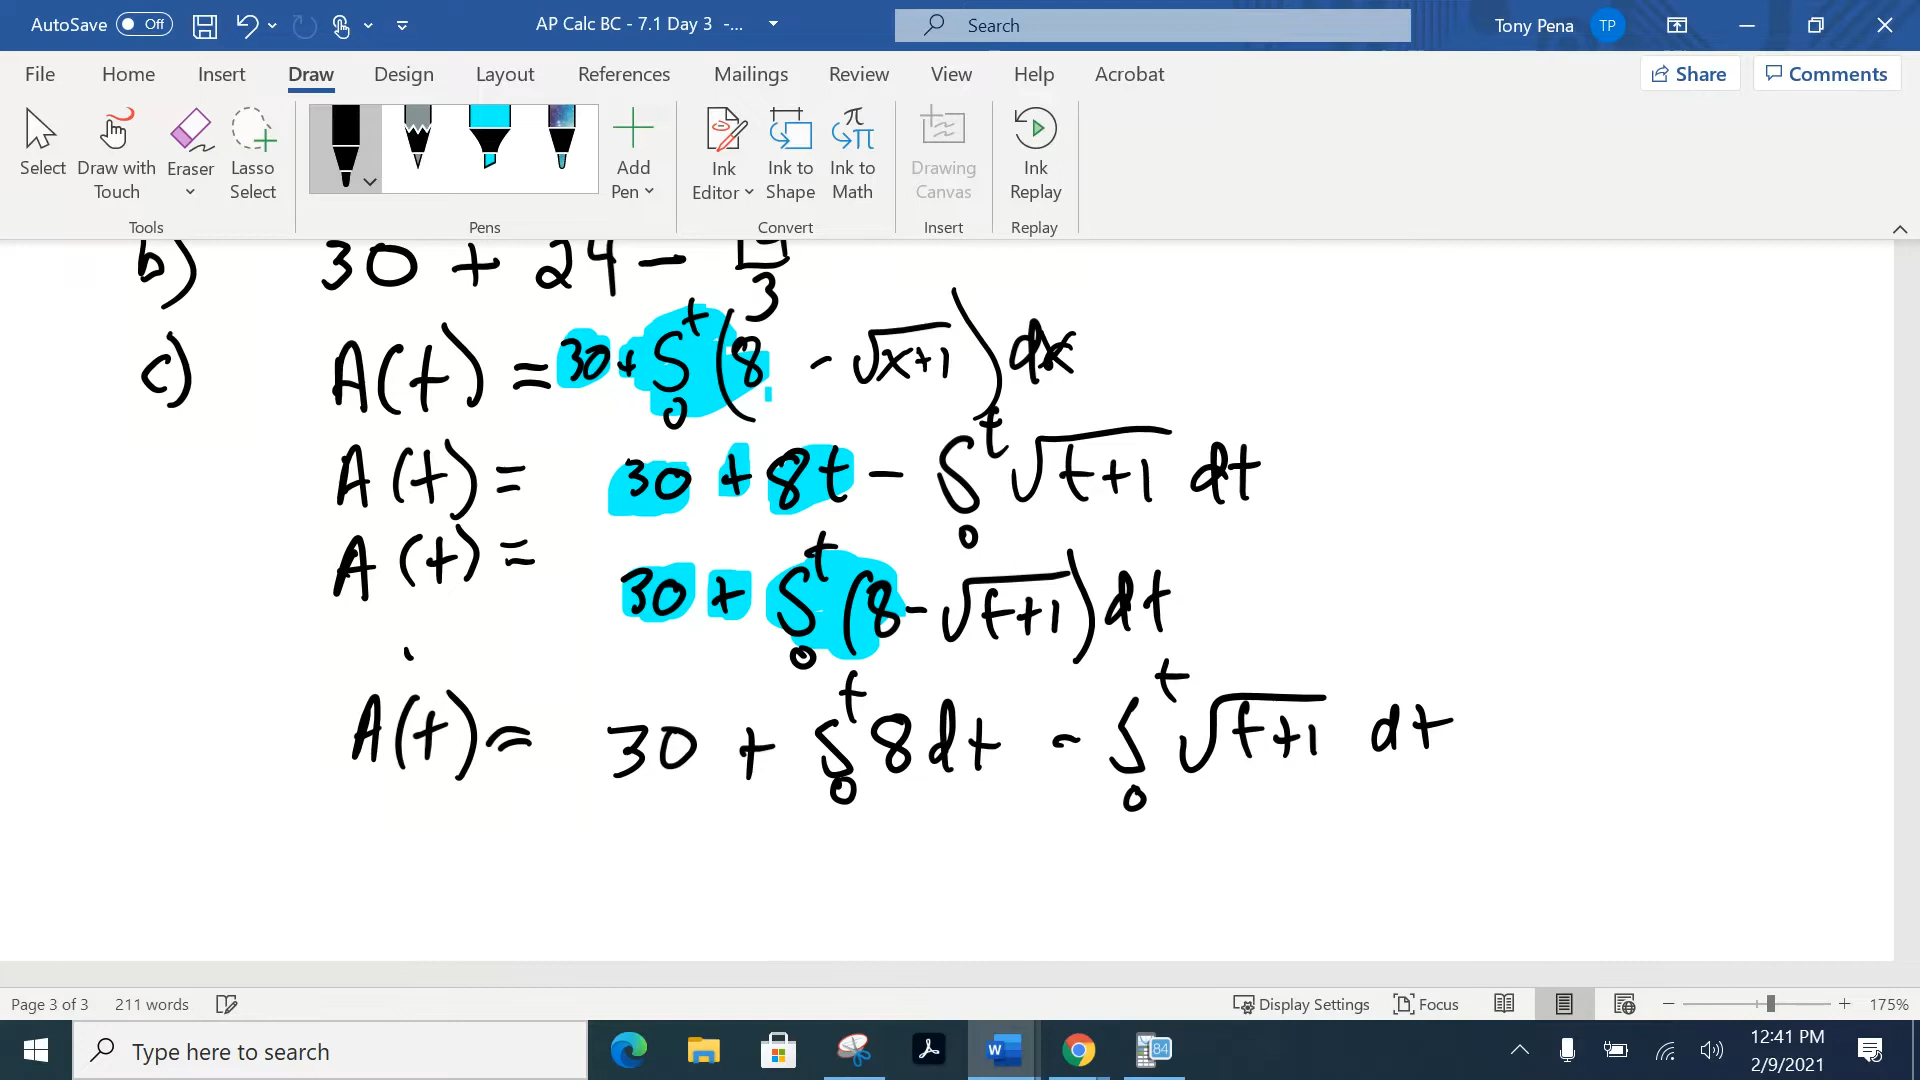 AutoSave Off AP Calc BC - 7.1 Day 3 -... Search Tony Pena TP
File Home Insert Draw Design Layout References Mailings Review View Help Acrobat Share Comments
Select Draw with Touch Eraser Lasso Select Add Pen Ink Editor Ink to Shape Ink to Math Drawing Canvas Ink Replay
Tools Pens Convert Insert Replay
b) 30 + 24 - /3
c) A(t) = 30 + ∫₀ᵗ (8 - √(x+1)) dx
A(t) = 30 + 8t - ∫₀ᵗ √(t+1) dt
A(t) = 30 + ∫₀ᵗ (8 - √(t+1)) dt
A(t) = 30 + ∫₀ᵗ 8 dt - ∫₀ᵗ √(t+1) dt
Page 3 of 3 211 words Display Settings Focus 175%
Type here to search 84 12:41 PM
2/9/2021